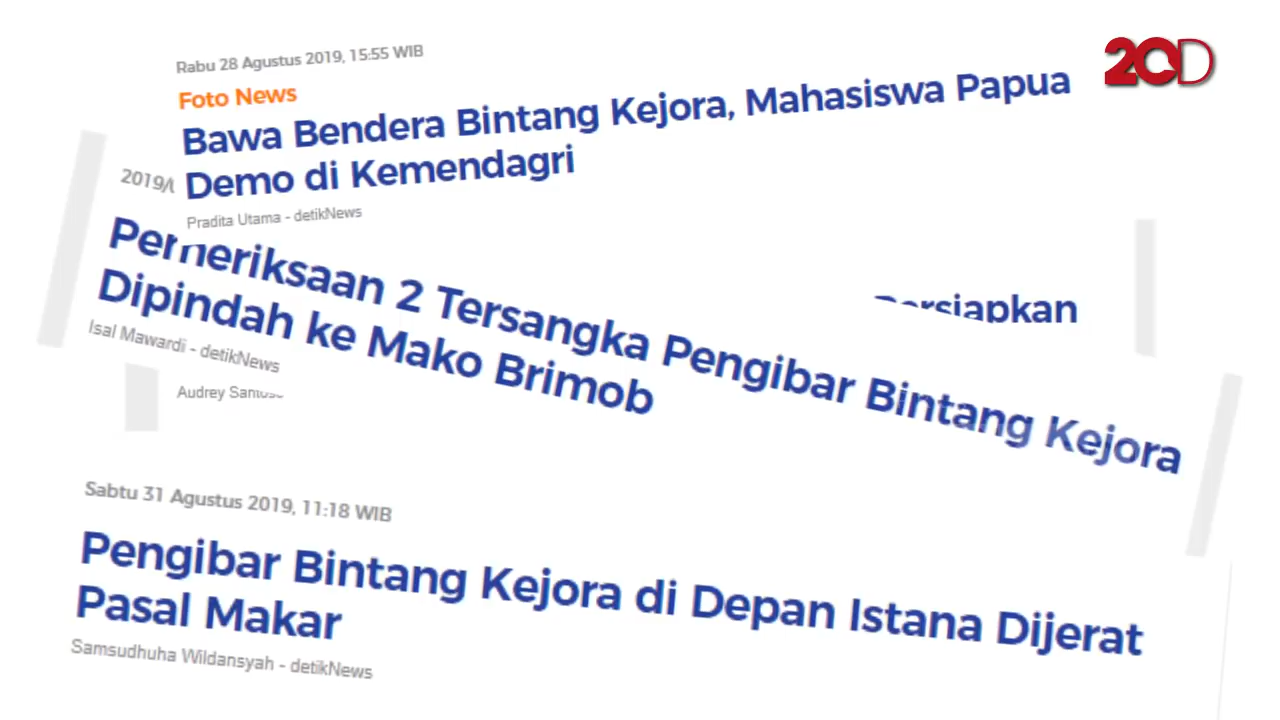 20D
Rabu 28 Agustus 2019, 15:55 WIB
Foto News
Bawa Bendera Bintang Kejora, Mahasiswa Papua
Demo di Kemendagri
Pradita Utama - detikNews
2019/
Pemeriksaan 2 Tersangka Pengibar Bintang Kejora
Dipindah ke Mako Brimob
Isal Mawardi - detikNews
Audrey
Sabtu 31 Agustus 2019, 11:18 WIB
Pengibar Bintang Kejora di Depan Istana Dijerat
Pasal Makar
Samsudhuha Wildansyah - detikNews